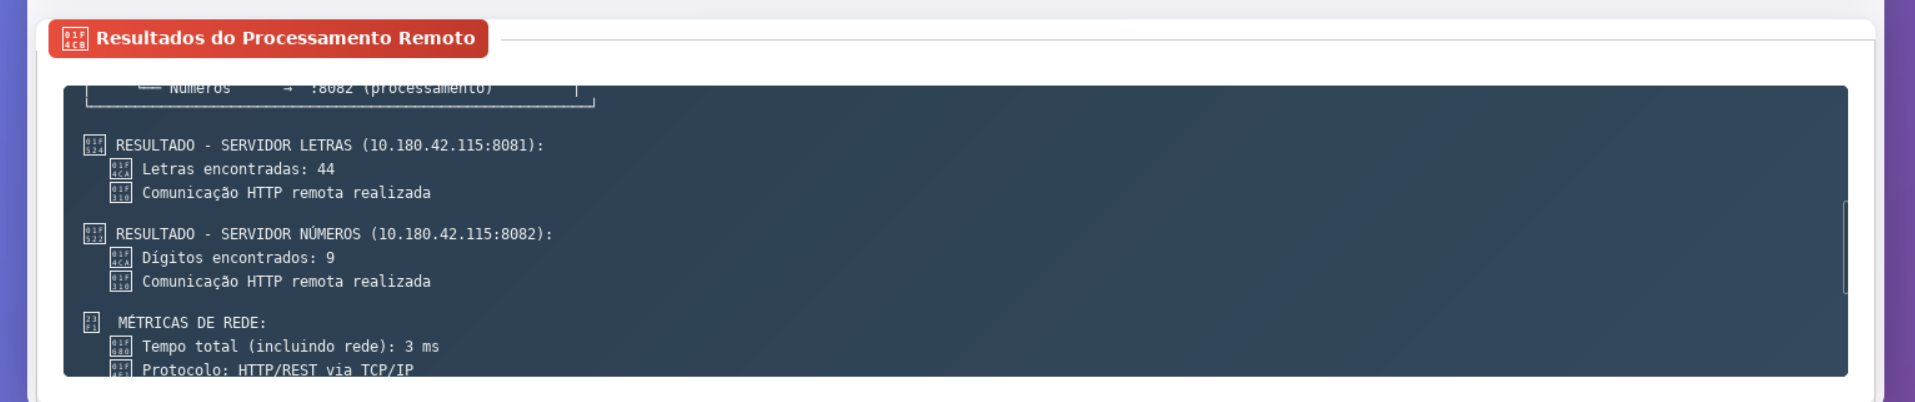 Resultados do Processamento Remoto
│ └── Números → :8082 (processamento) │
RESULTADO - SERVIDOR LETRAS (10.180.42.115:8081):
Letras encontradas: 44
Comunicação HTTP remota realizada
RESULTADO - SERVIDOR NÚMEROS (10.180.42.115:8082):
Dígitos encontrados: 9
Comunicação HTTP remota realizada
MÉTRICAS DE REDE:
Tempo total (incluindo rede): 3 ms
Protocolo: HTTP/REST via TCP/IP